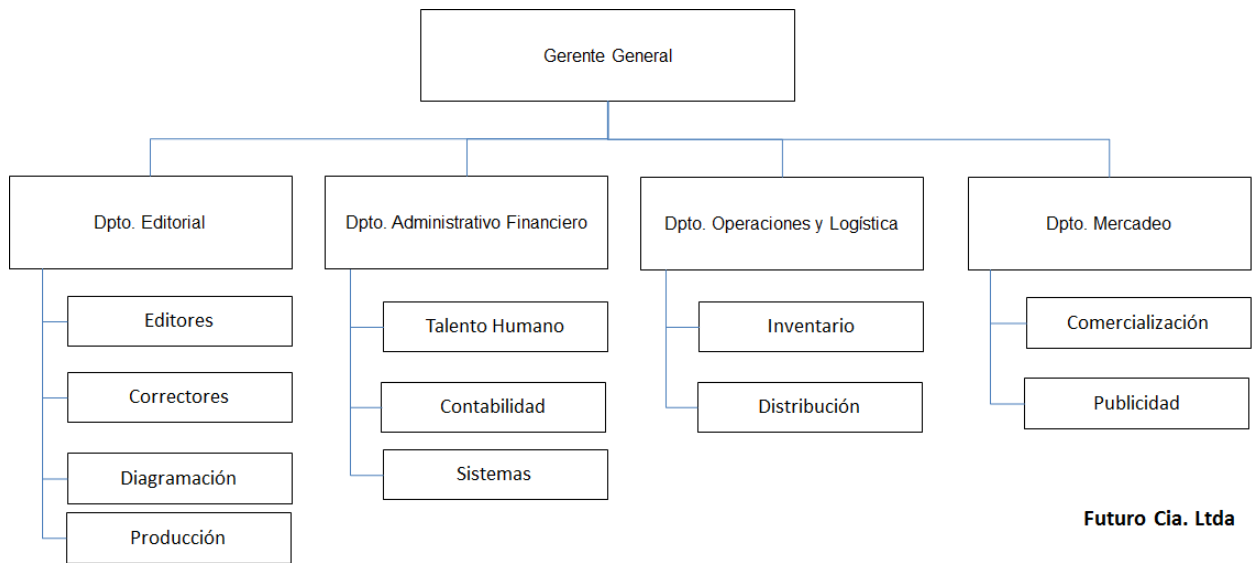 Gerente General
Dpto. Editorial
Dpto. Administrativo Financiero
Dpto. Operaciones y Logística
Dpto. Mercadeo
Editores
Correctores
Diagramación
Producción
Talento Humano
Contabilidad
Sistemas
Inventario
Distribución
Comercialización
Publicidad
Futuro Cia. Ltda